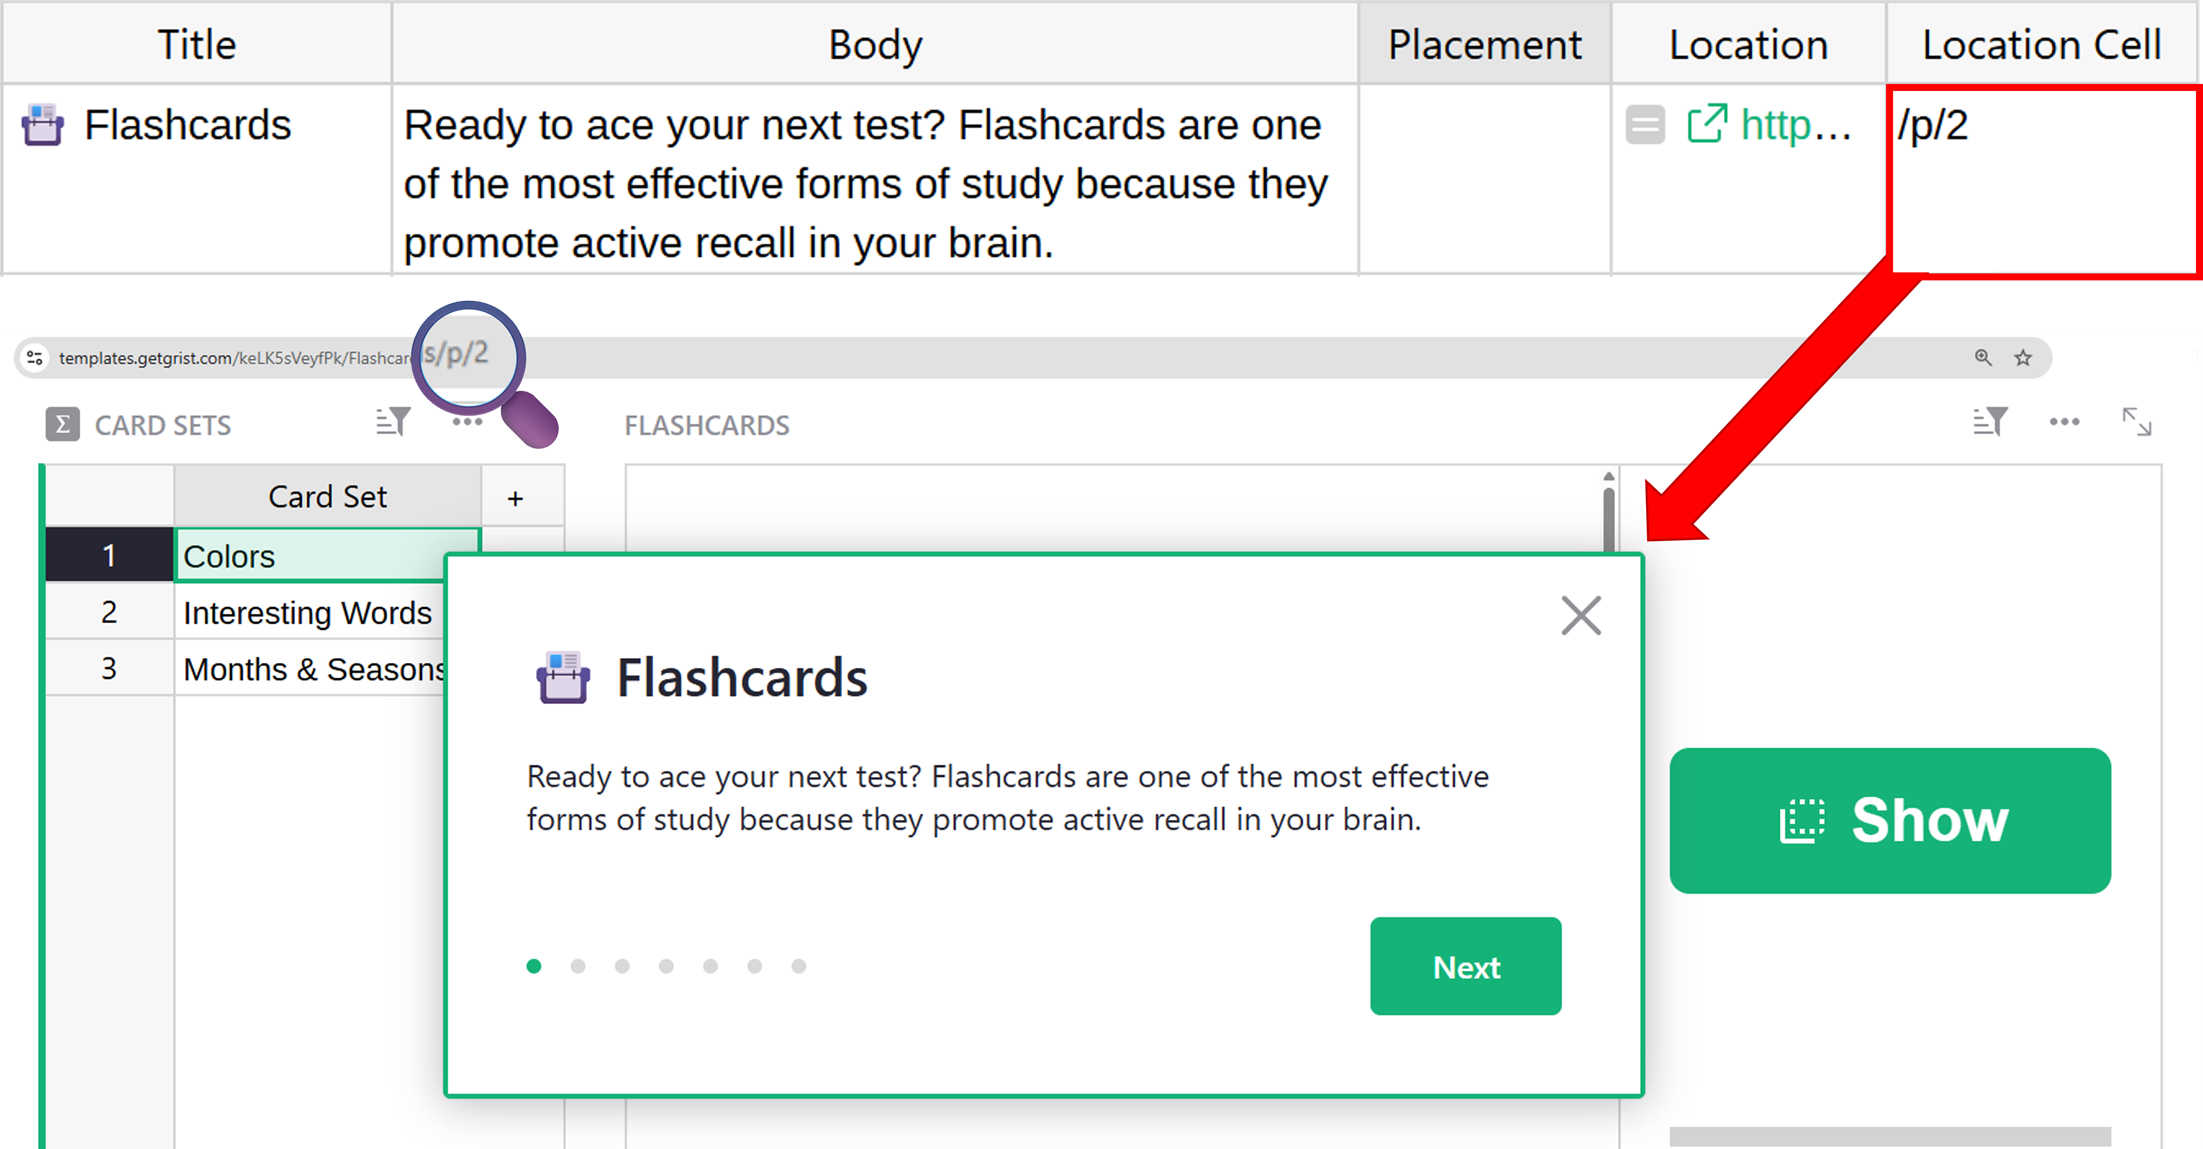 Title Body Placement Location Location Cell
Flashcards Ready to ace your next test? Flashcards are one http... /p/2
of the most effective forms of study because they
promote active recall in your brain.
templates.getgrist.com/keLK5sVeyfPk/Flashcards/p/2
Σ CARD SETS
FLASHCARDS
Card Set +
1 Colors
2 Interesting Words
3 Months & Seasons
Flashcards
Ready to ace your next test? Flashcards are one of the most effective
forms of study because they promote active recall in your brain.
Next
Show